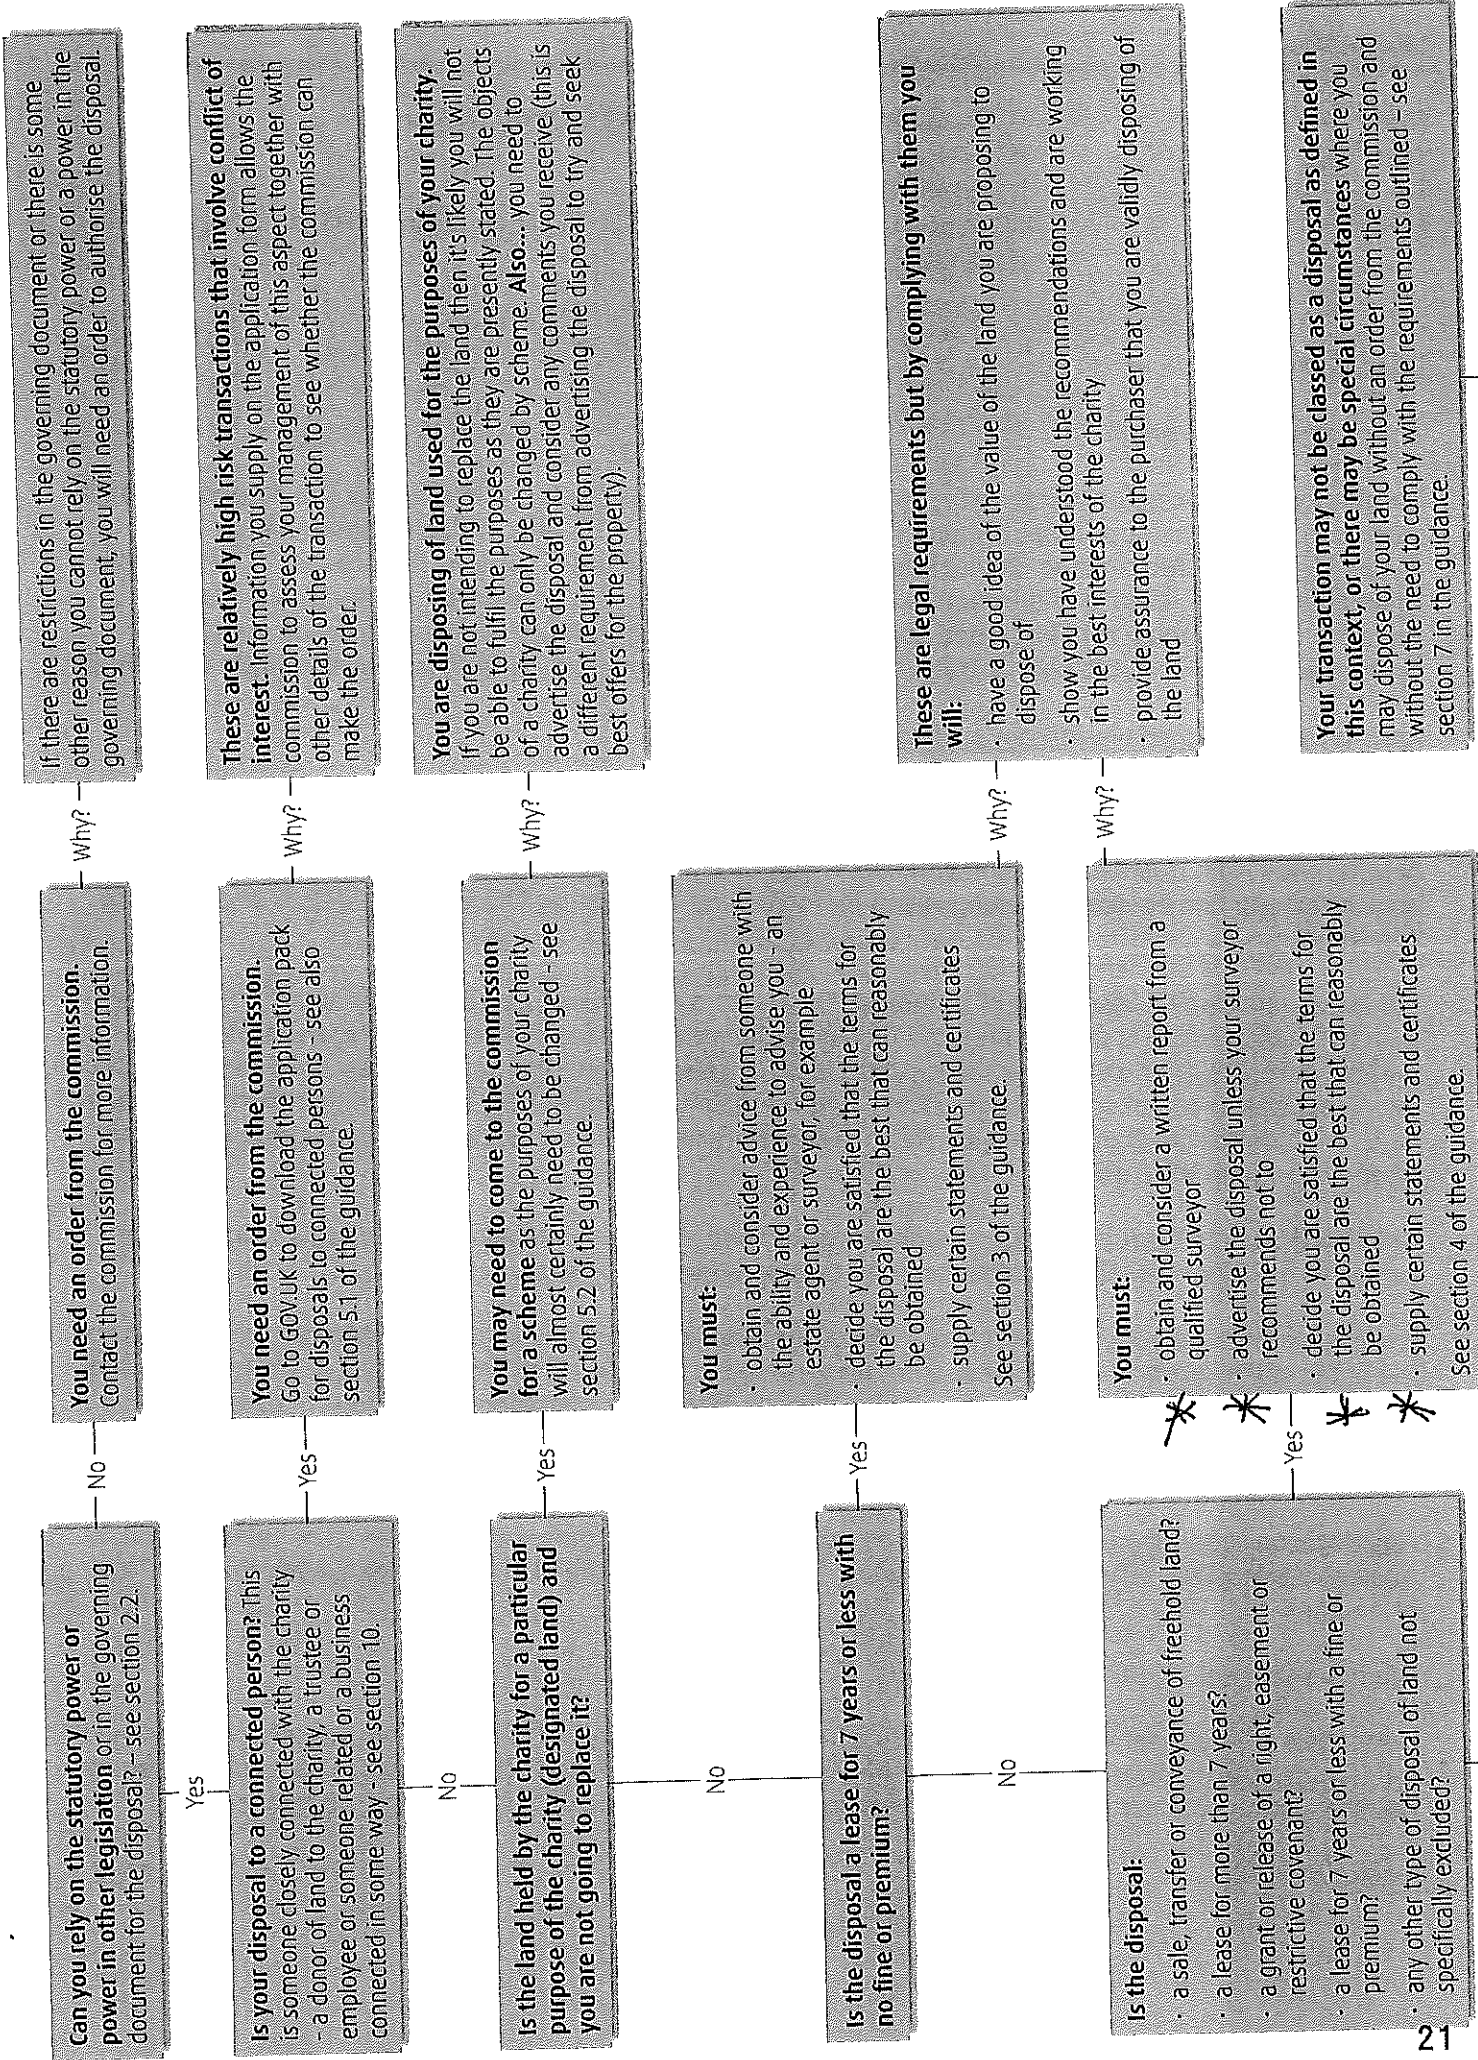 Can you rely on the statutory power or
power in other legislation or in the governing
document for the disposal? – see section 2.2.
No
You need an order from the commission.
Contact the commission for more information.
Why?
If there are restrictions in the governing document or there is some
other reason you cannot rely on the statutory power or a power in the
governing document, you will need an order to authorise the disposal.
Yes
Is your disposal to a connected person? This
is someone closely connected with the charity
- a donor of land to the charity, a trustee or
employee or someone related or a business
connected in some way - see section 10.
Yes
You need an order from the commission.
Go to GOV.UK to download the application pack
for disposals to connected persons - see also
section 5.1 of the guidance.
Why?
These are relatively high risk transactions that involve conflict of
interest. Information you supply on the application form allows the
commission to assess your management of this aspect together with
other details of the transaction to see whether the commission can
make the order.
No
Is the land held by the charity for a particular
purpose of the charity (designated land) and
you are not going to replace it?
Yes
You may need to come to the commission
for a scheme as the purposes of your charity
will almost certainly need to be changed - see
section 5.2 of the guidance.
Why?
You are disposing of land used for the purposes of your charity.
If you are not intending to replace the land then it's likely you will not
be able to fulfil the purposes as they are presently stated. The objects
of a charity can only be changed by scheme. Also... you need to
advertise the disposal and consider any comments you receive (this is
a different requirement from advertising the disposal to try and seek
best offers for the property).
No
Is the disposal a lease for 7 years or less with
no fine or premium?
Yes
You must:
· obtain and consider advice from someone with
the ability and experience to advise you - an
estate agent or surveyor, for example
· decide you are satisfied that the terms for
the disposal are the best that can reasonably
be obtained
· supply certain statements and certificates
See section 3 of the guidance.
Why?
These are legal requirements but by complying with them you
will:
· have a good idea of the value of the land you are proposing to
dispose of
· show you have understood the recommendations and are working
in the best interests of the charity
· provide assurance to the purchaser that you are validly disposing of
the land
No
Is the disposal:
· a sale, transfer or conveyance of freehold land?
· a lease for more than 7 years?
· a grant or release of a right, easement or
restrictive covenant?
· a lease for 7 years or less with a fine or
premium?
· any other type of disposal of land not
specifically excluded?
Yes
You must:
* · obtain and consider a written report from a
qualified surveyor
* · advertise the disposal unless your surveyor
recommends not to
* · decide you are satisfied that the terms for
the disposal are the best that can reasonably
be obtained
* · supply certain statements and certificates
See section 4 of the guidance.
Why?
Your transaction may not be classed as a disposal as defined in
this context, or there may be special circumstances where you
may dispose of your land without an order from the commission and
without the need to comply with the requirements outlined – see
section 7 in the guidance.
21